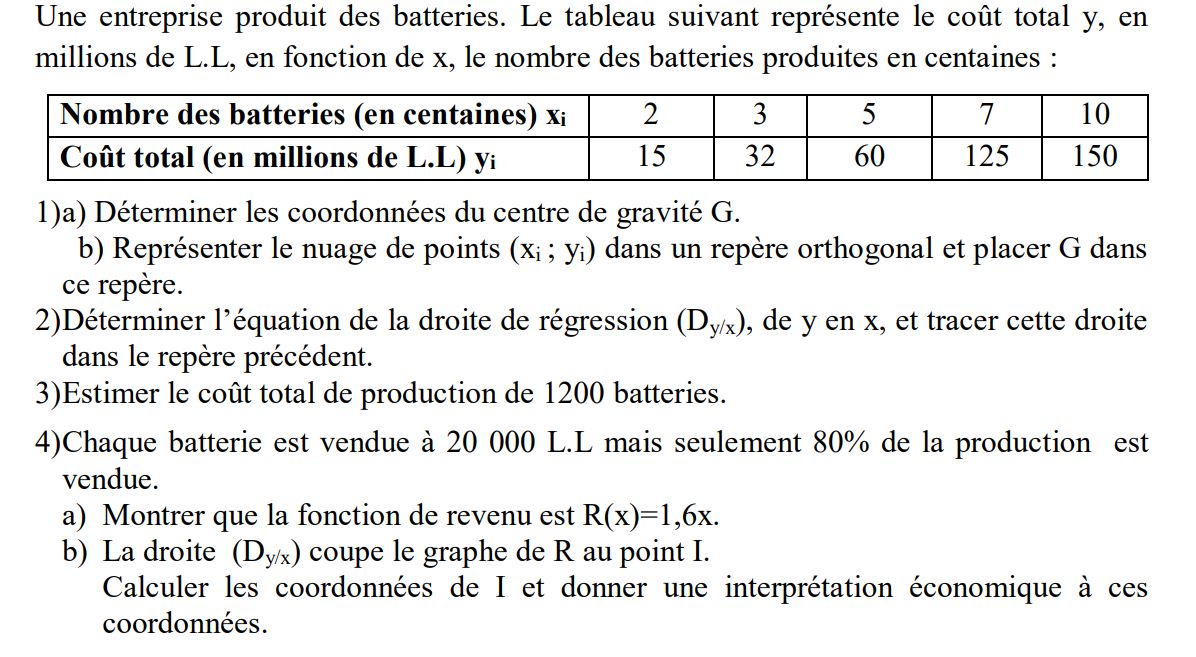 Une entreprise produit des batteries. Le tableau suivant représente le coût total y, en
millions de L.L, en fonction de x, le nombre des batteries produites en centaines :
Nombre des batteries (en centaines) xi 2 3 5 7 10
Coût total (en millions de L.L) yi 15 32 60 125 150
1)a) Déterminer les coordonnées du centre de gravité G.
b) Représenter le nuage de points (xi ; yi) dans un repère orthogonal et placer G dans
ce repère.
2)Déterminer l’équation de la droite de régression (Dy/x), de y en x, et tracer cette droite
dans le repère précédent.
3)Estimer le coût total de production de 1200 batteries.
4)Chaque batterie est vendue à 20 000 L.L mais seulement 80% de la production est
vendue.
a) Montrer que la fonction de revenu est R(x)=1,6x.
b) La droite (Dy/x) coupe le graphe de R au point I.
Calculer les coordonnées de I et donner une interprétation économique à ces
coordonnées.